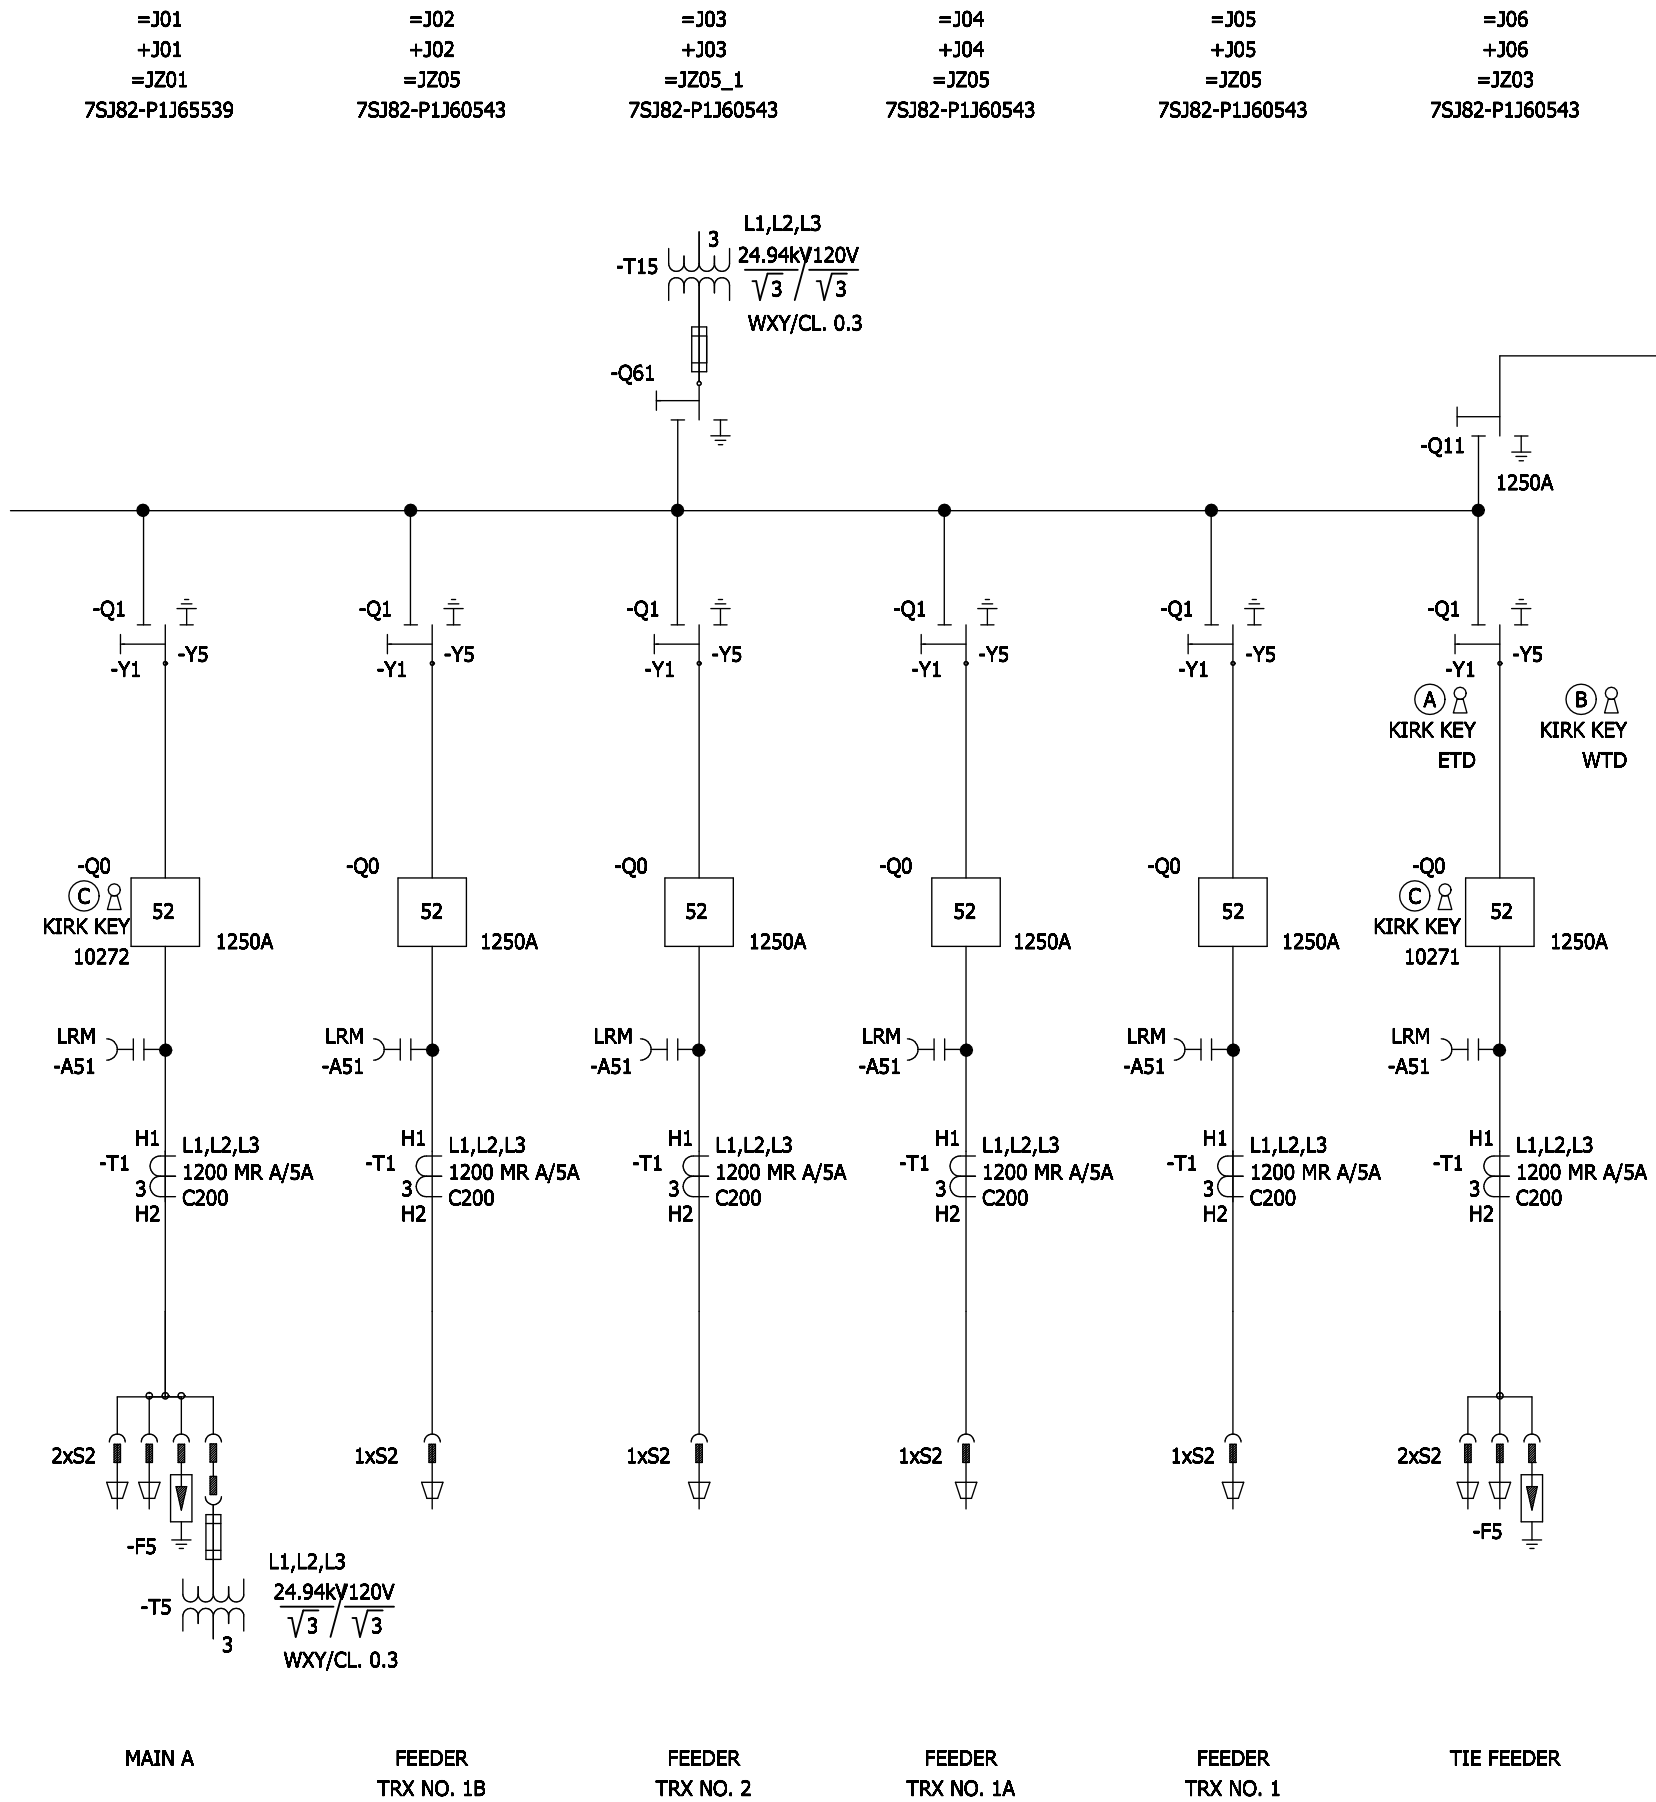 =J01 =J02 =J03 =J04 =J05 =J06
+J01 +J02 +J03 +J04 +J05 +J06
=JZ01 =JZ05 =JZ05_1 =JZ05 =JZ05 =JZ03
7SJ82-P1J65539 7SJ82-P1J60543 7SJ82-P1J60543 7SJ82-P1J60543 7SJ82-P1J60543 7SJ82-P1J60543
L1,L2,L3
3
-T15 24.94kV/120V
√3 / √3
WXY/CL. 0.3
-Q61
-Q11
1250A
-Q1 -Q1 -Q1 -Q1 -Q1 -Q1
-Y5 -Y5 -Y5 -Y5 -Y5 -Y5
-Y1 -Y1 -Y1 -Y1 -Y1 -Y1
A B
KIRK KEY KIRK KEY
ETD WTD
-Q0 -Q0 -Q0 -Q0 -Q0 -Q0
C C
52 52 52 52 52 52
KIRK KEY KIRK KEY
1250A 1250A 1250A 1250A 1250A 1250A
10272 10271
LRM LRM LRM LRM LRM LRM
-A51 -A51 -A51 -A51 -A51 -A51
H1 L1,L2,L3 H1 L1,L2,L3 H1 L1,L2,L3 H1 L1,L2,L3 H1 L1,L2,L3 H1 L1,L2,L3
-T1 1200 MR A/5A -T1 1200 MR A/5A -T1 1200 MR A/5A -T1 1200 MR A/5A -T1 1200 MR A/5A -T1 1200 MR A/5A
3 C200 3 C200 3 C200 3 C200 3 C200 3 C200
H2 H2 H2 H2 H2 H2
2xS2 1xS2 1xS2 1xS2 1xS2 2xS2
-F5 -F5
L1,L2,L3
-T5 24.94kV/120V
√3 / √3
3
WXY/CL. 0.3
MAIN A FEEDER FEEDER FEEDER FEEDER TIE FEEDER
TRX NO. 1B TRX NO. 2 TRX NO. 1A TRX NO. 1